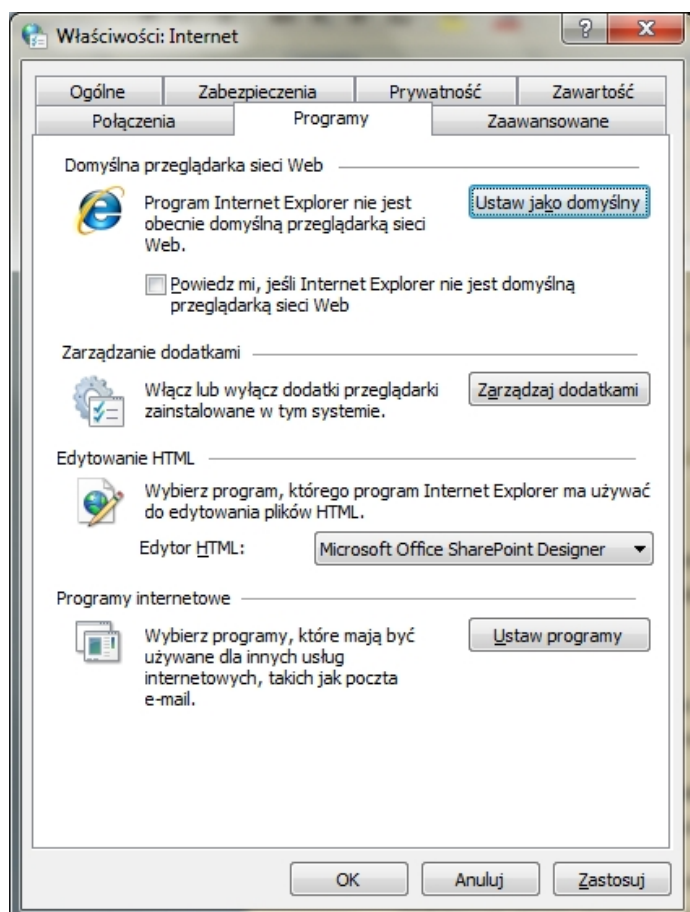 Właściwości: Internet
Ogólne Zabezpieczenia Prywatność Zawartość
Połączenia Programy Zaawansowane
Domyślna przeglądarka sieci Web
Program Internet Explorer nie jest
obecnie domyślną przeglądarką sieci
Web.
Ustaw jako domyślny
Powiedz mi, jeśli Internet Explorer nie jest domyślną
przeglądarką sieci Web
Zarządzanie dodatkami
Włącz lub wyłącz dodatki przeglądarki
zainstalowane w tym systemie.
Zarządzaj dodatkami
Edytowanie HTML
Wybierz program, którego program Internet Explorer ma używać
do edytowania plików HTML.
Edytor HTML: Microsoft Office SharePoint Designer
Programy internetowe
Wybierz programy, które mają być
używane dla innych usług
internetowych, takich jak poczta
e-mail.
Ustaw programy
OK Anuluj Zastosuj